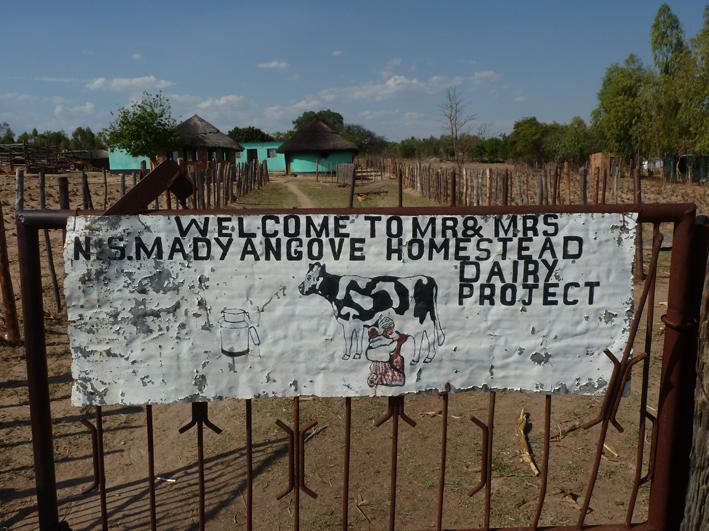 WELCOME TO MR & MRS
N.S. MADYANGOVE HOMESTEAD
DAIRY
PROJECT